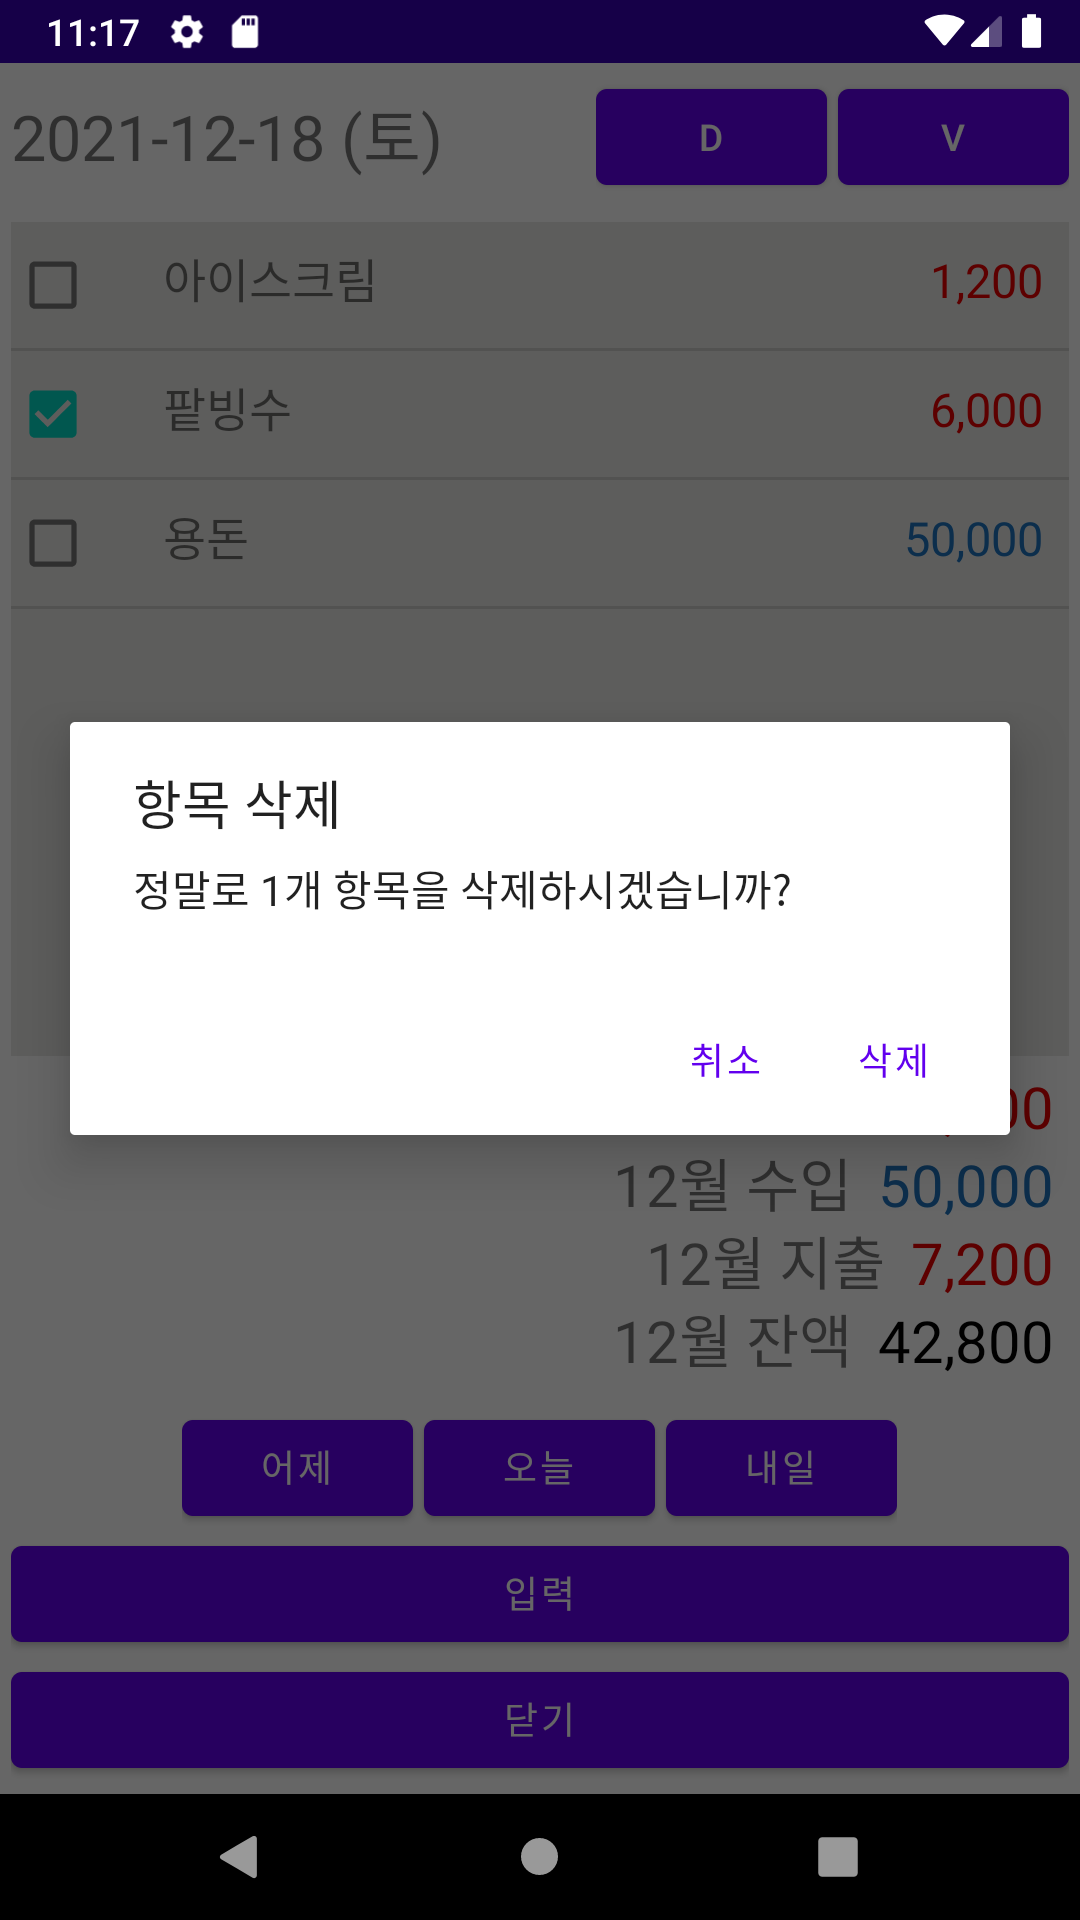 11:17
2021-12-18 (토)
D
V
아이스크림 1,200
팥빙수 6,000
용돈 50,000
항목 삭제
정말로 1개 항목을 삭제하시겠습니까?
취소 삭제
00
12월 수입 50,000
12월 지출 7,200
12월 잔액 42,800
어제 오늘 내일
입력
닫기